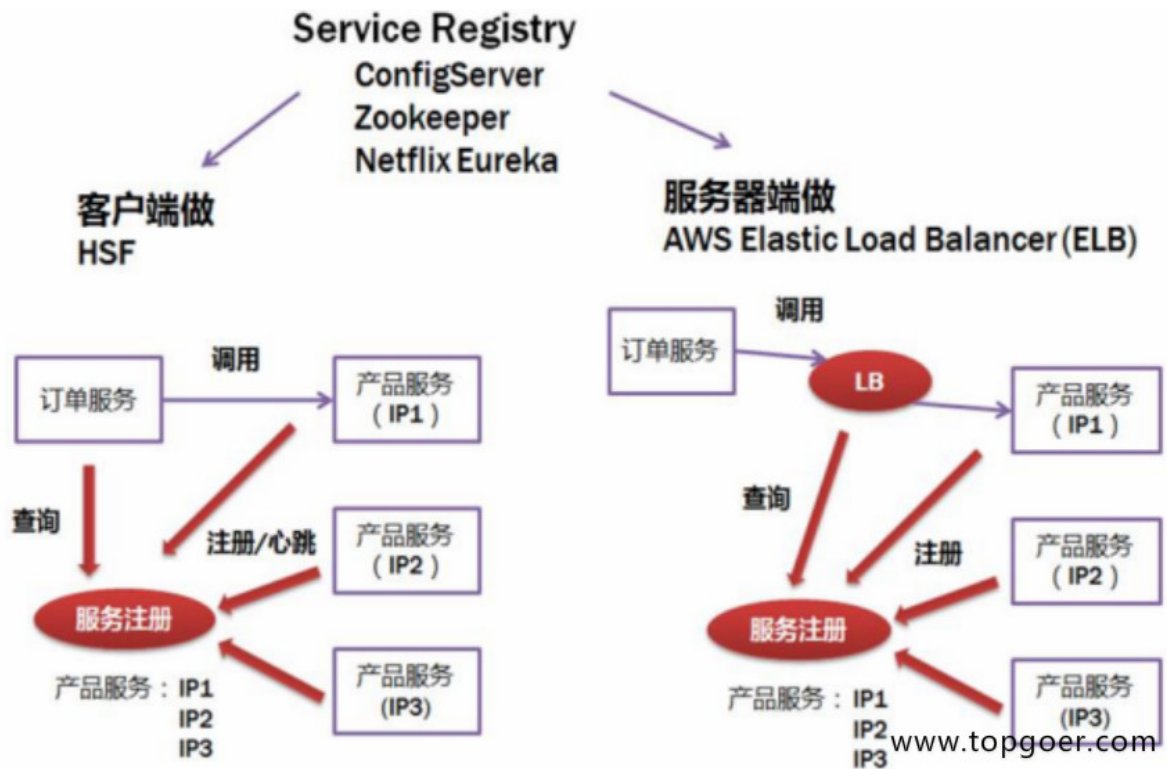 Service Registry
ConfigServer
Zookeeper
Netflix Eureka
客户端做
HSF
订单服务
调用
产品服务
( IP1 )
查询
注册/心跳
产品服务
( IP2 )
服务注册
产品服务
(IP3)
产品服务：IP1
IP2
IP3
服务器端做
AWS Elastic Load Balancer (ELB)
订单服务
调用
LB
产品服务
( IP1 )
查询
注册
产品服务
( IP2 )
服务注册
产品服务
(IP3)
产品服务：IP1
IP2
IP3
www.topgoer.com